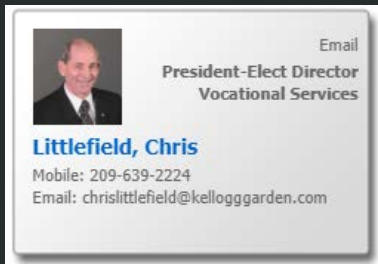 Email
President-Elect Director
Vocational Services
Littlefield, Chris
Mobile: 209-639-2224
Email: chrislittlefield@kellogggarden.com